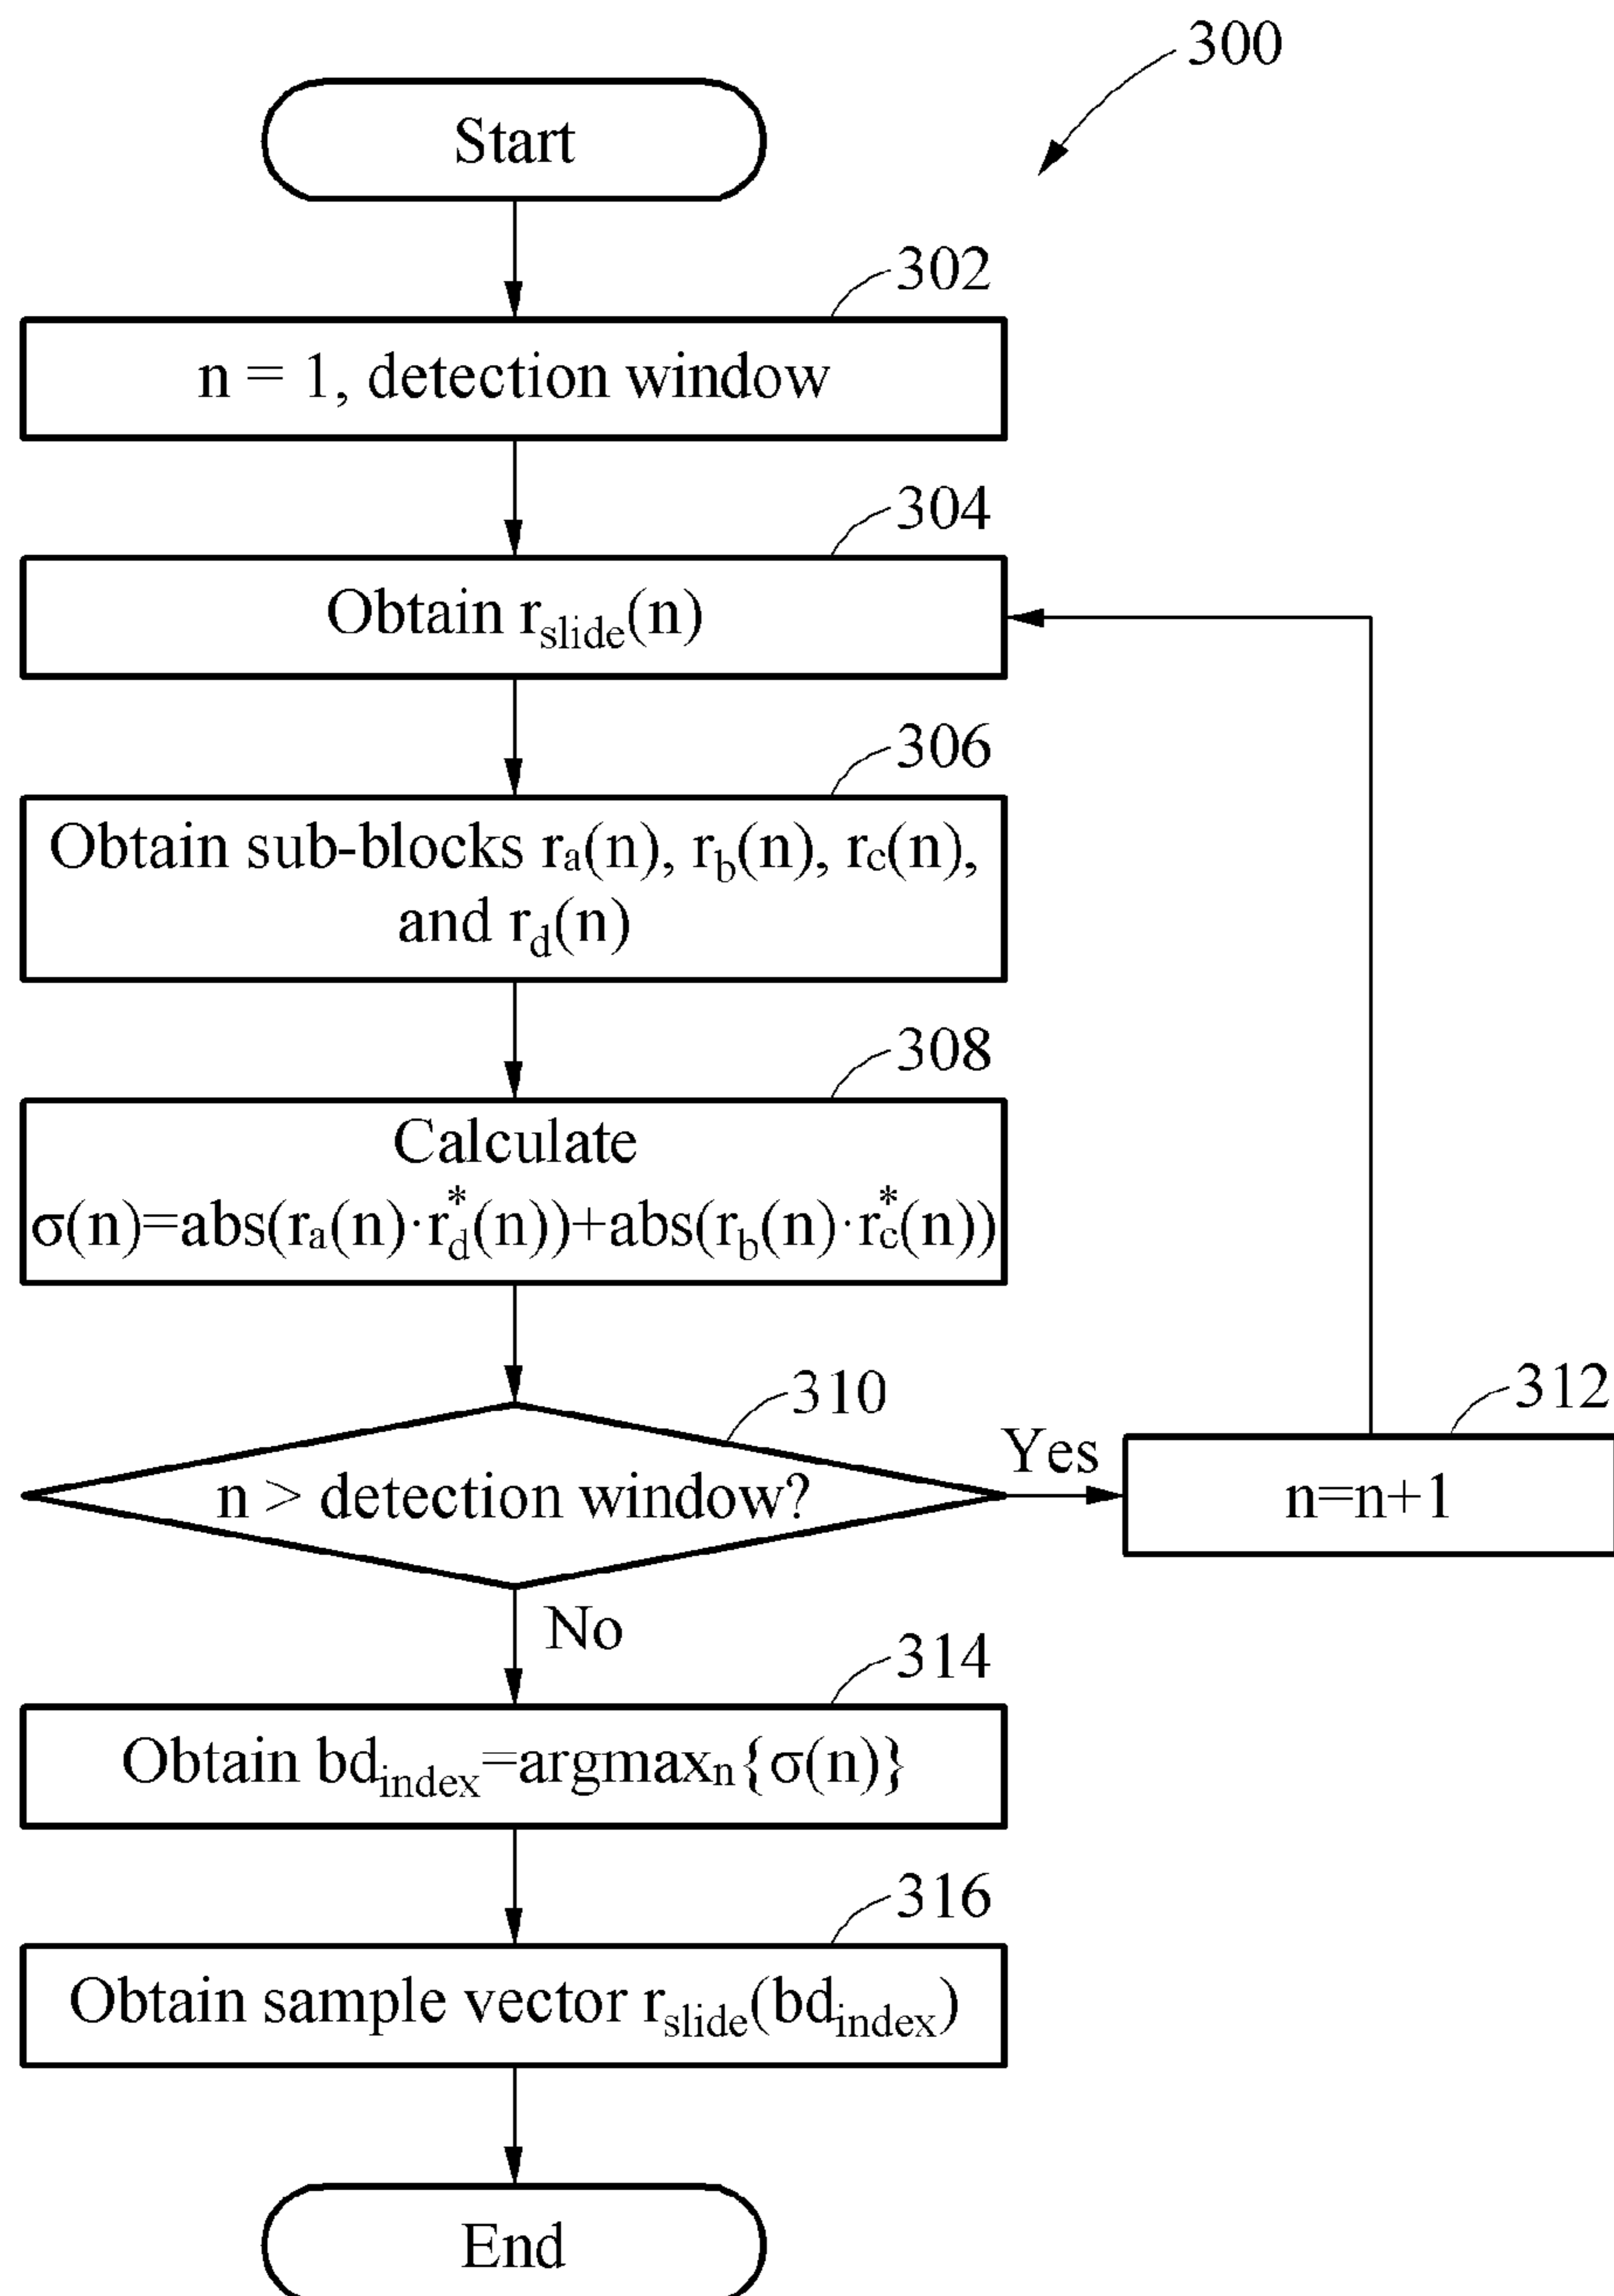 300
Start
302
n = 1, detection window
304
Obtain r_slide(n)
306
Obtain sub-blocks r_a(n), r_b(n), r_c(n),
and r_d(n)
308
Calculate
σ(n)=abs(r_a(n)·r_d^*(n))+abs(r_b(n)·r_c^*(n))
310
n > detection window?
Yes
312
n=n+1
No
314
Obtain bd_index=argmax_n{σ(n)}
316
Obtain sample vector r_slide(bd_index)
End